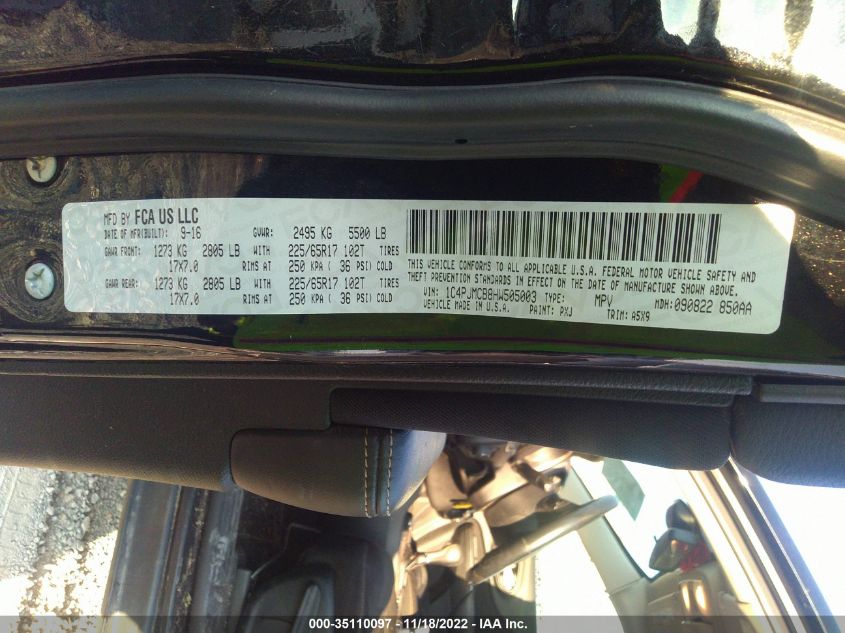 MFD BY FCA US LLC
DATE OF MFR(BUILT): 9-16 GVWR: 2495 KG 5500 LB
GAWR FRONT: 1273 KG 2805 LB WITH 225/65R17 102T TIRES
17X7.0 RIMS AT 250 KPA ( 36 PSI) COLD
GAWR REAR: 1273 KG 2805 LB WITH 225/65R17 102T TIRES
17X7.0 RIMS AT 250 KPA ( 36 PSI) COLD
THIS VEHICLE CONFORMS TO ALL APPLICABLE U.S.A. FEDERAL MOTOR VEHICLE SAFETY AND
THEFT PREVENTION STANDARDS IN EFFECT ON THE DATE OF MANUFACTURE SHOWN ABOVE.
VIN: 1C4PJMCB8HW505003 TYPE: MPV MDH: 090822 850AA
VEHICLE MADE IN U.S.A. PAINT: PXJ TRIM: A5X9
000-35110097 - 11/18/2022 - IAA Inc.